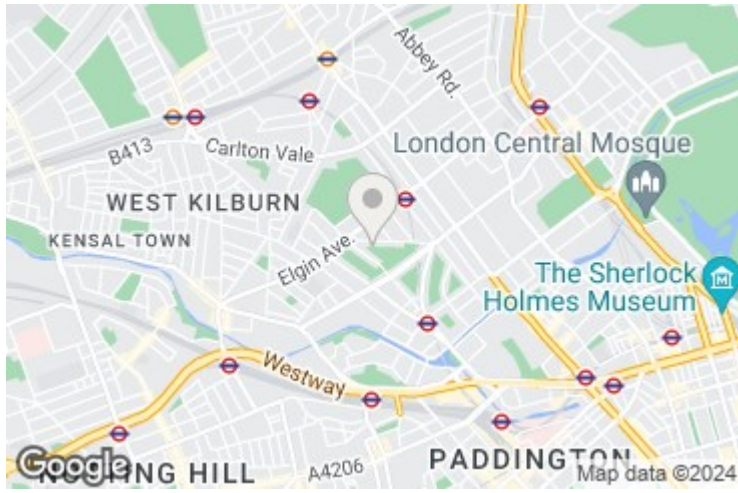 Abbey Rd.
B413
Carlton Vale
London Central Mosque
WEST KILBURN
KENSAL TOWN
Elgin Ave.
The Sherlock
Holmes Museum
Westway
PADDINGTON
Google
NOTTING HILL
A4206
Map data ©2024